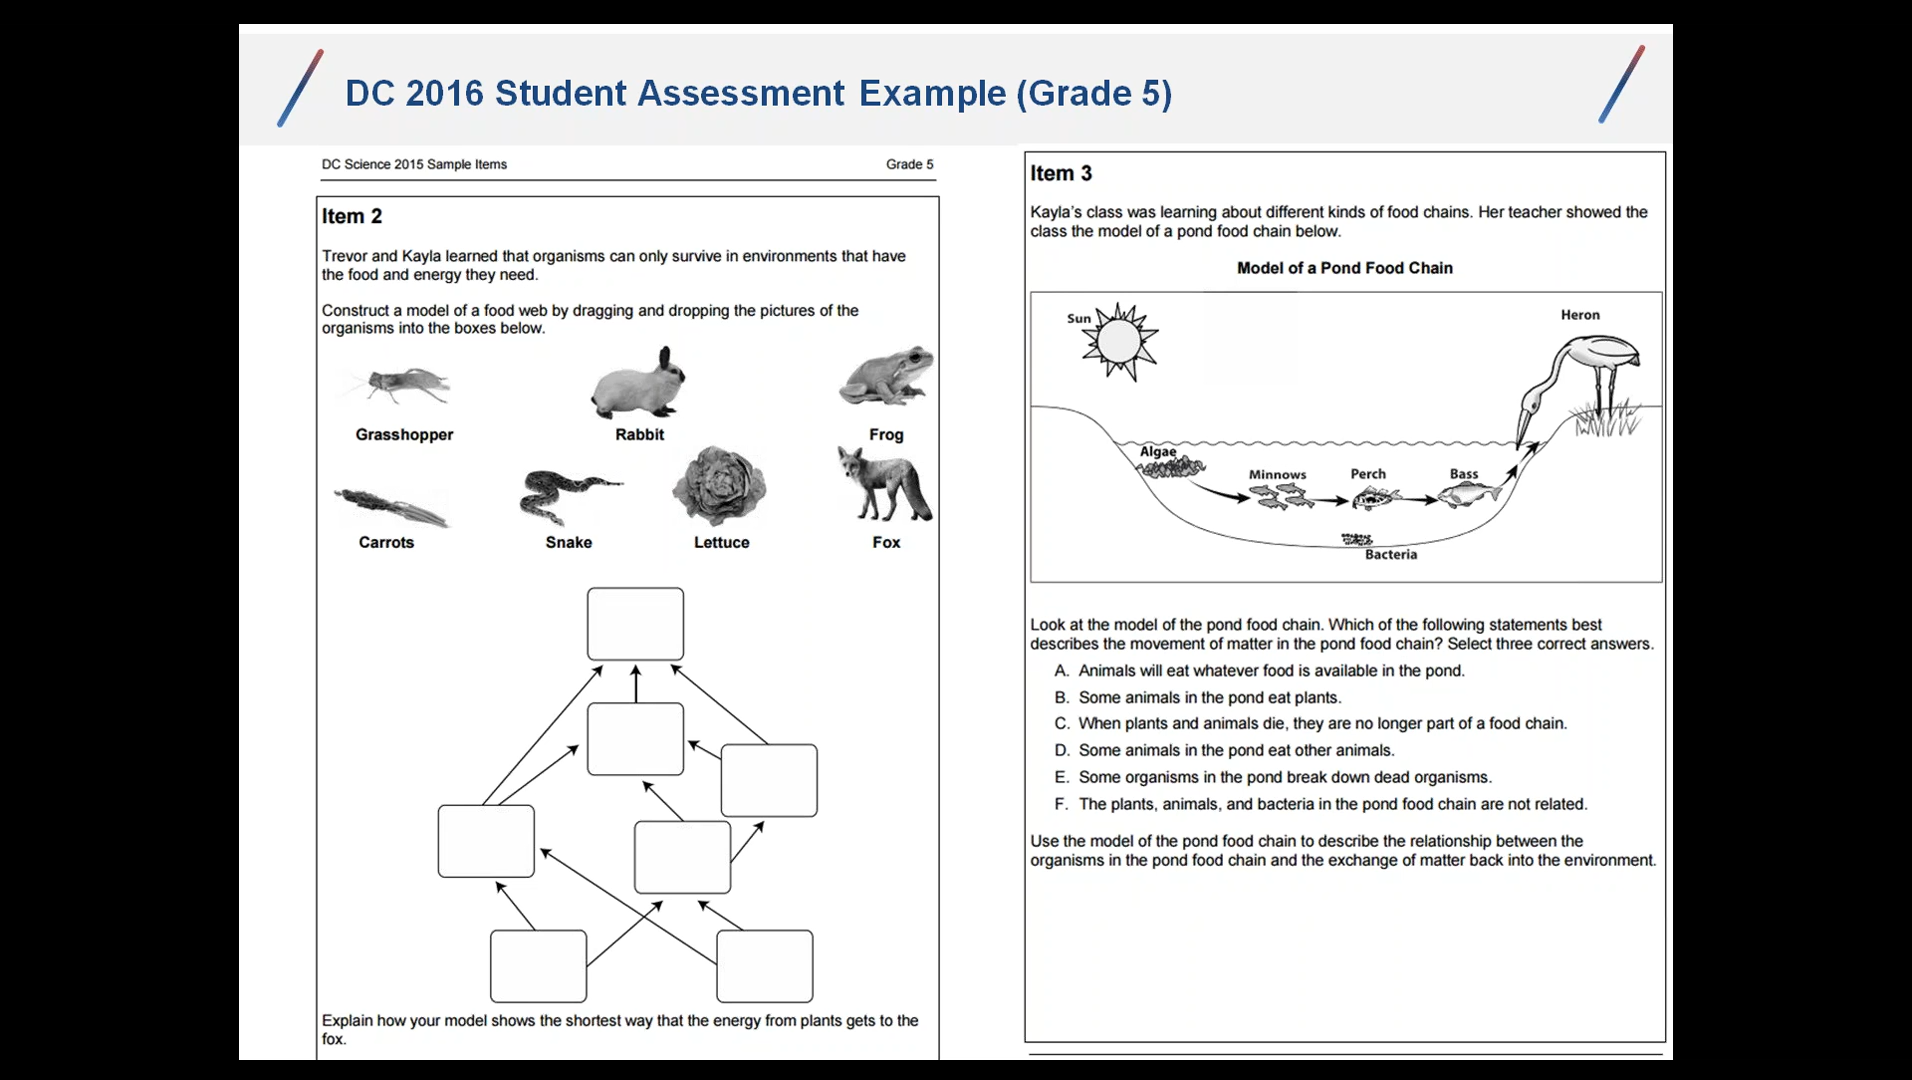 DC 2016 Student Assessment Example (Grade 5)
DC Science 2015 Sample Items Grade 5
Item 2
Trevor and Kayla learned that organisms can only survive in environments that have
the food and energy they need.
Construct a model of a food web by dragging and dropping the pictures of the
organisms into the boxes below.
Grasshopper Rabbit Frog
Carrots Snake Lettuce Fox
Explain how your model shows the shortest way that the energy from plants gets to the
fox.
Item 3
Kayla's class was learning about different kinds of food chains. Her teacher showed the
class the model of a pond food chain below.
Model of a Pond Food Chain
Sun
Heron
Algae
Minnows Perch Bass
Bacteria
Look at the model of the pond food chain. Which of the following statements best
describes the movement of matter in the pond food chain? Select three correct answers.
A. Animals will eat whatever food is available in the pond.
B. Some animals in the pond eat plants.
C. When plants and animals die, they are no longer part of a food chain.
D. Some animals in the pond eat other animals.
E. Some organisms in the pond break down dead organisms.
F. The plants, animals, and bacteria in the pond food chain are not related.
Use the model of the pond food chain to describe the relationship between the
organisms in the pond food chain and the exchange of matter back into the environment.